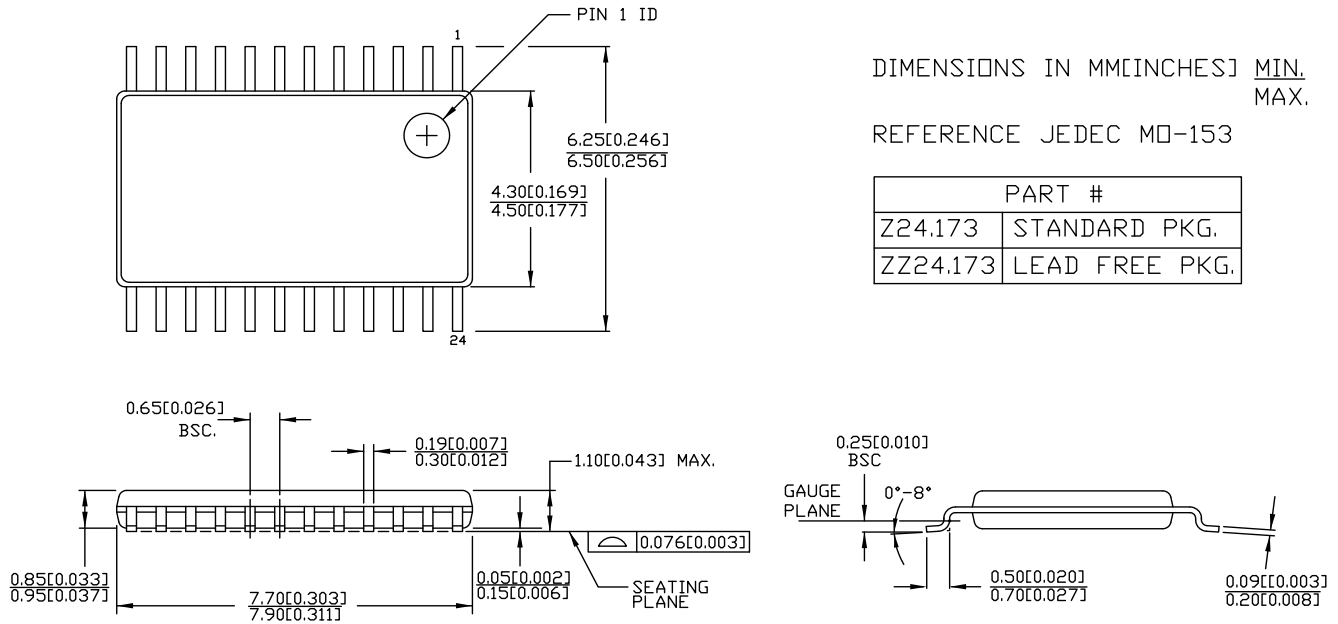 PIN 1 ID
1
DIMENSIONS IN MM[INCHES] MIN.
MAX.
REFERENCE JEDEC MO-153
6.25[0.246]
6.50[0.256]
4.30[0.169]
4.50[0.177]
PART #
Z24.173 STANDARD PKG.
ZZ24.173 LEAD FREE PKG.
24
0.65[0.026]
BSC.
0.19[0.007]
0.30[0.012]
1.10[0.043] MAX.
0.076[0.003]
0.85[0.033]
0.95[0.037]
7.70[0.303]
7.90[0.311]
0.05[0.002]
0.15[0.006]
SEATING
PLANE
0.25[0.010]
BSC
GAUGE
PLANE
0°-8°
0.50[0.020]
0.70[0.027]
0.09[[0.003]
0.20[0.008]